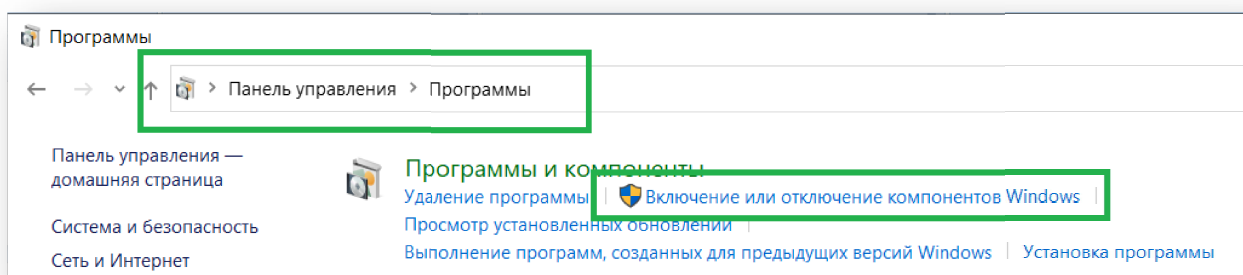 Программы
Панель управления > Программы
Панель управления —
домашняя страница
Система и безопасность
Сеть и Интернет
Программы и компоненты
Удаление программы | Включение или отключение компонентов Windows |
Просмотр установленных обновлений |
Выполнение программ, созданных для предыдущих версий Windows | Установка программы